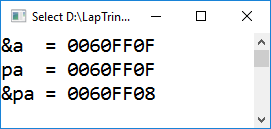 Select D:\LapTrin...
&a  = 0060FF0F
pa  = 0060FF0F
&pa = 0060FF08